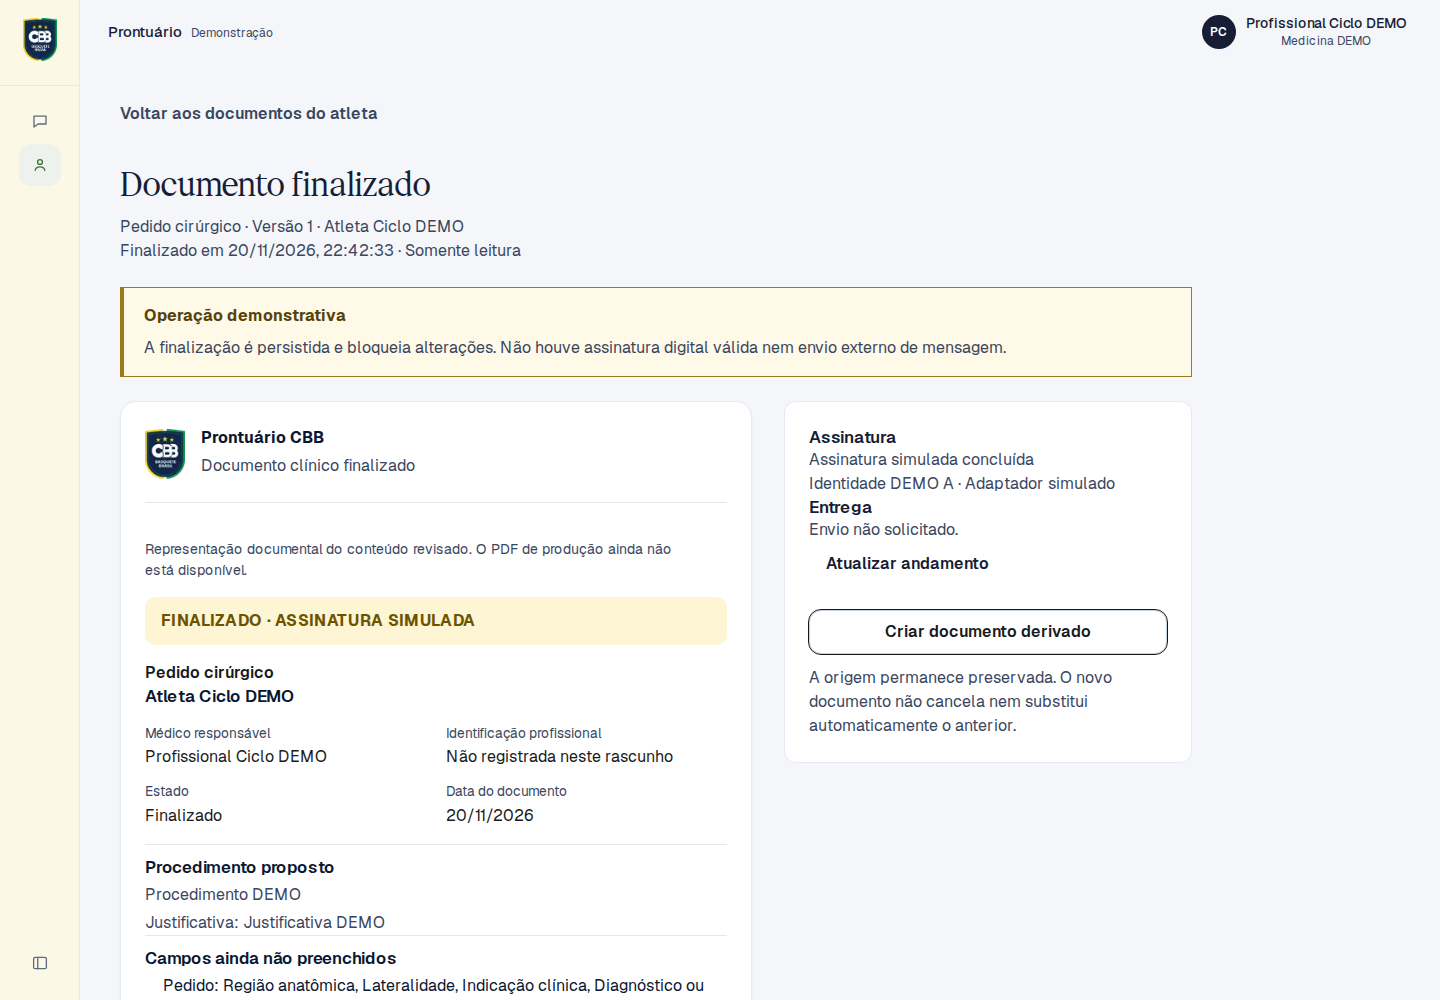 CBB
BASQUETE
BRASIL
Prontuário Demonstração
PC
Profissional Ciclo DEMO
Medicina DEMO
Voltar aos documentos do atleta
Documento finalizado
Pedido cirúrgico · Versão 1 · Atleta Ciclo DEMO
Finalizado em 20/11/2026, 22:42:33 · Somente leitura
Operação demonstrativa
A finalização é persistida e bloqueia alterações. Não houve assinatura digital válida nem envio externo de mensagem.
CBB
BASQUETE
BRASIL
Prontuário CBB
Documento clínico finalizado
Representação documental do conteúdo revisado. O PDF de produção ainda não
está disponível.
FINALIZADO · ASSINATURA SIMULADA
Pedido cirúrgico
Atleta Ciclo DEMO
Médico responsável
Profissional Ciclo DEMO
Identificação profissional
Não registrada neste rascunho
Estado
Finalizado
Data do documento
20/11/2026
Procedimento proposto
Procedimento DEMO
Justificativa: Justificativa DEMO
Campos ainda não preenchidos
Pedido: Região anatômica, Lateralidade, Indicação clínica, Diagnóstico ou
Assinatura
Assinatura simulada concluída
Identidade DEMO A · Adaptador simulado
Entrega
Envio não solicitado.
Atualizar andamento
Criar documento derivado
A origem permanece preservada. O novo
documento não cancela nem substitui
automaticamente o anterior.